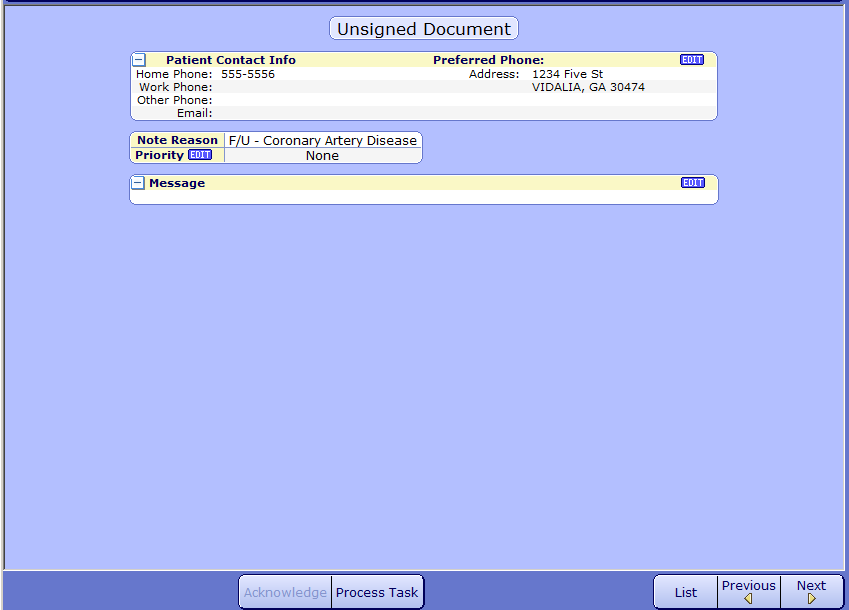 Unsigned Document
Patient Contact Info Preferred Phone: EDIT
Home Phone: 555-5556 Address: 1234 Five St
Work Phone: VIDALIA, GA 30474
Other Phone:
Email:
Note Reason F/U - Coronary Artery Disease
Priority EDIT None
Message EDIT
Acknowledge Process Task List Previous Next